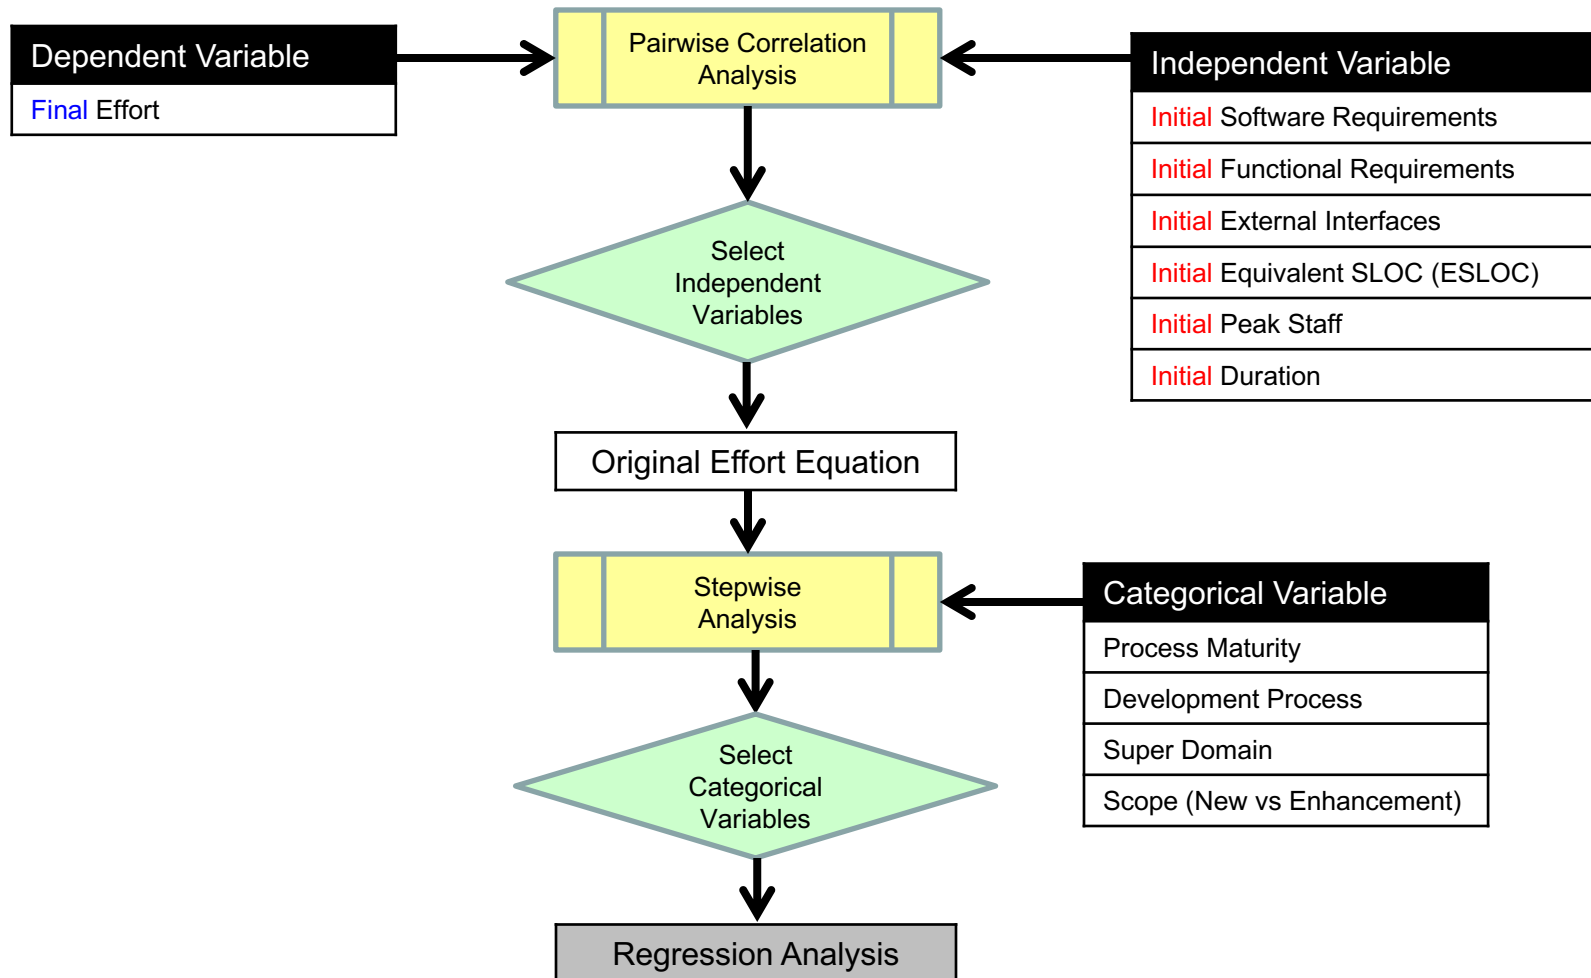 Dependent Variable
Final Effort
Pairwise Correlation
Analysis
Independent Variable
Initial Software Requirements
Initial Functional Requirements
Initial External Interfaces
Initial Equivalent SLOC (ESLOC)
Initial Peak Staff
Initial Duration
Select
Independent
Variables
Original Effort Equation
Stepwise
Analysis
Categorical Variable
Process Maturity
Development Process
Super Domain
Scope (New vs Enhancement)
Select
Categorical
Variables
Regression Analysis